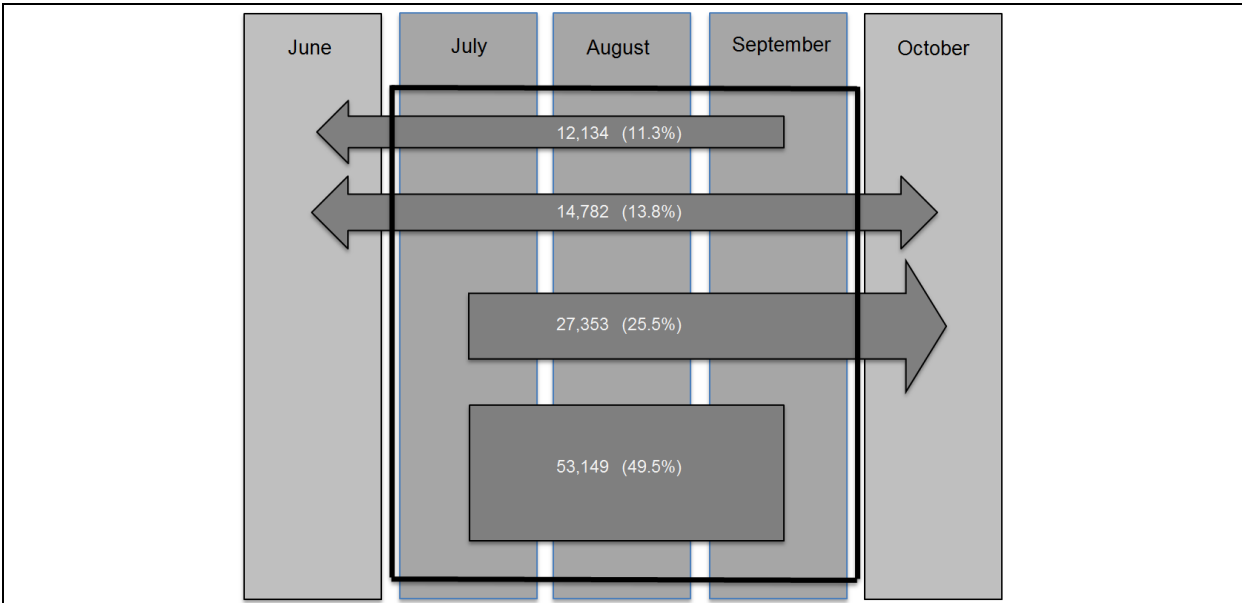 June July August September October
12,134 (11.3%)
14,782 (13.8%)
27,353 (25.5%)
53,149 (49.5%)